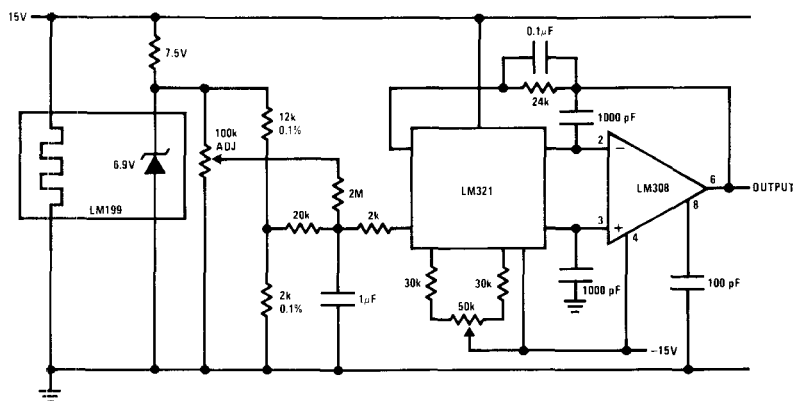 15V
7.5V
6.9V
LM199
100k
ADJ
12k
0.1%
2M
20k
2k
2k
0.1%
1μF
LM321
30k
30k
50k
0.1μF
24k
1000 pF
2
−
LM308
6
OUTPUT
3
+
4
8
1000 pF
100 pF
−15V